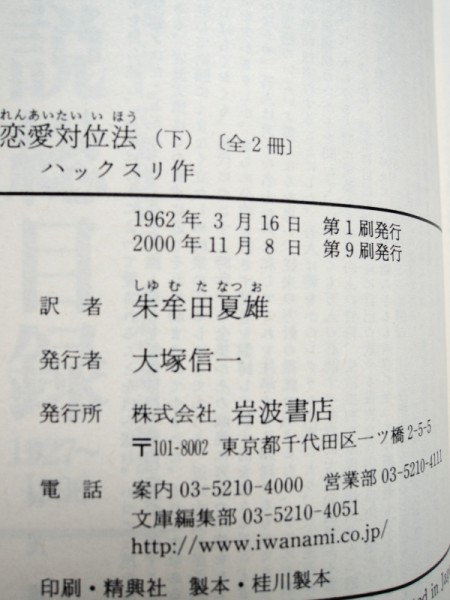 れんあいたい い ほう
恋愛対位法（下）〔全2冊〕
ハックスリ作
1962年 3月16日 第1刷発行
2000年11月 8日 第9刷発行
しゆ む た なつ お
訳者 朱牟田夏雄
発行者 大塚信一
発行所 株式会社 岩波書店
〒101-8002 東京都千代田区一ツ橋2-5-5
電話 案内03-5210-4000 営業部03-5210-4111
文庫編集部03-5210-4051
http://www.iwanami.co.jp/
印刷・精興社 製本・桂川製本